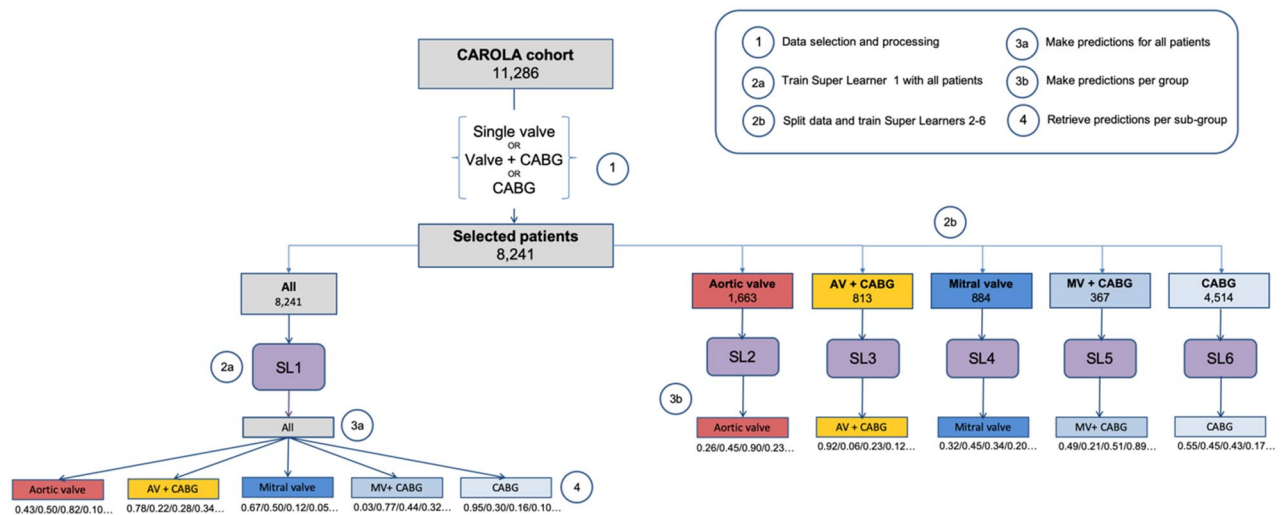 1 Data selection and processing
3a Make predictions for all patients
2a Train Super Learner 1 with all patients
3b Make predictions per group
2b Split data and train Super Learners 2-6
4 Retrieve predictions per sub-group
CAROLA cohort
11,286
Single valve
OR
Valve + CABG
OR
CABG
1
Selected patients
8,241
2b
All
8,241
Aortic valve
1,663
AV + CABG
813
Mitral valve
884
MV + CABG
367
CABG
4,514
2a
SL1
SL2
SL3
SL4
SL5
SL6
3b
All
3a
Aortic valve
0.26/0.45/0.90/0.23...
AV + CABG
0.92/0.06/0.23/0.12...
Mitral valve
0.32/0.45/0.34/0.20...
MV+ CABG
0.49/0.21/0.51/0.89...
CABG
0.55/0.45/0.43/0.17...
Aortic valve
0.43/0.50/0.82/0.10...
AV + CABG
0.78/0.22/0.28/0.34...
Mitral valve
0.67/0.50/0.12/0.05...
MV+ CABG
0.03/0.77/0.44/0.32...
CABG
0.95/0.30/0.16/0.10...
4